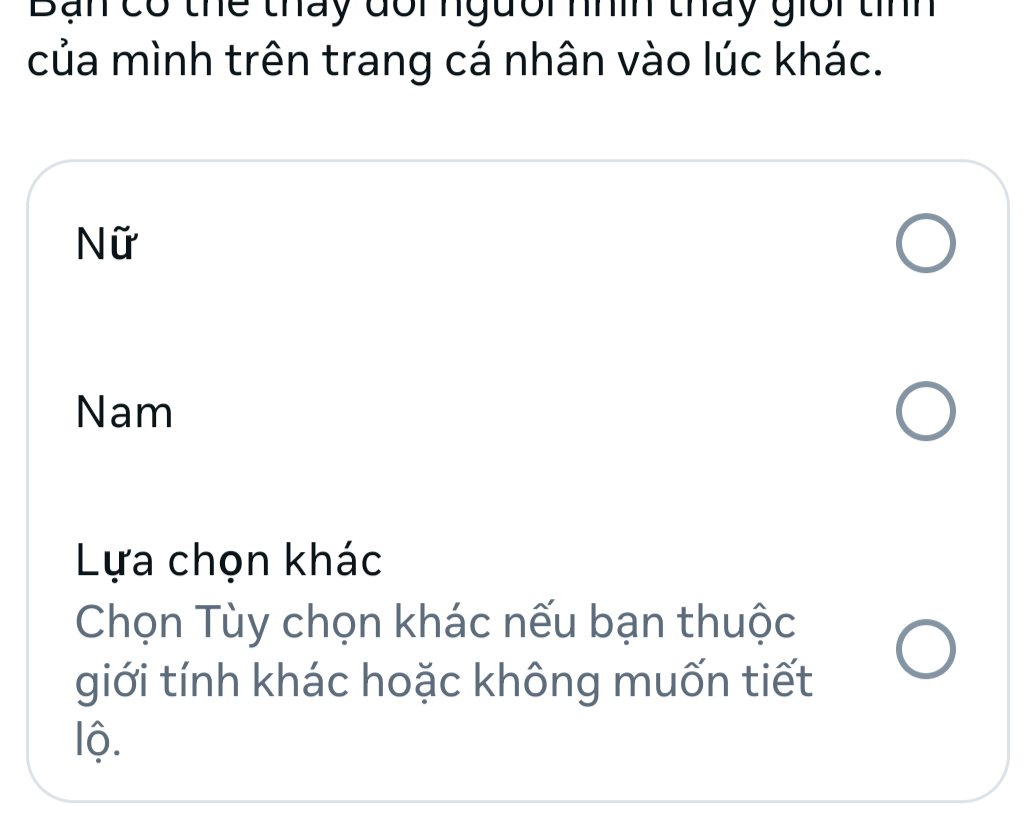 Bạn có thể thay đổi người nhìn thấy giới tính
của mình trên trang cá nhân vào lúc khác.
Nữ
Nam
Lựa chọn khác
Chọn Tùy chọn khác nếu bạn thuộc
giới tính khác hoặc không muốn tiết
lộ.